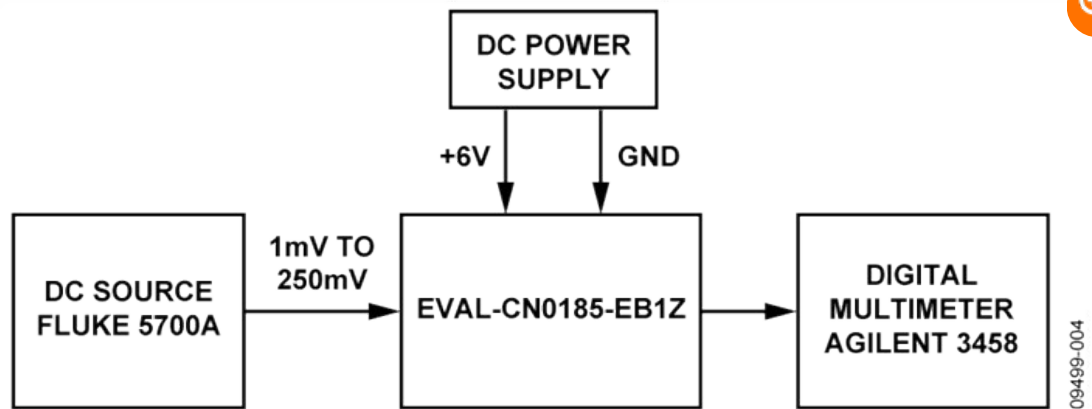 DC POWER
SUPPLY
+6V
GND
1mV TO
250mV
DC SOURCE
FLUKE 5700A
EVAL-CN0185-EB1Z
DIGITAL
MULTIMETER
AGILENT 3458
09499-004